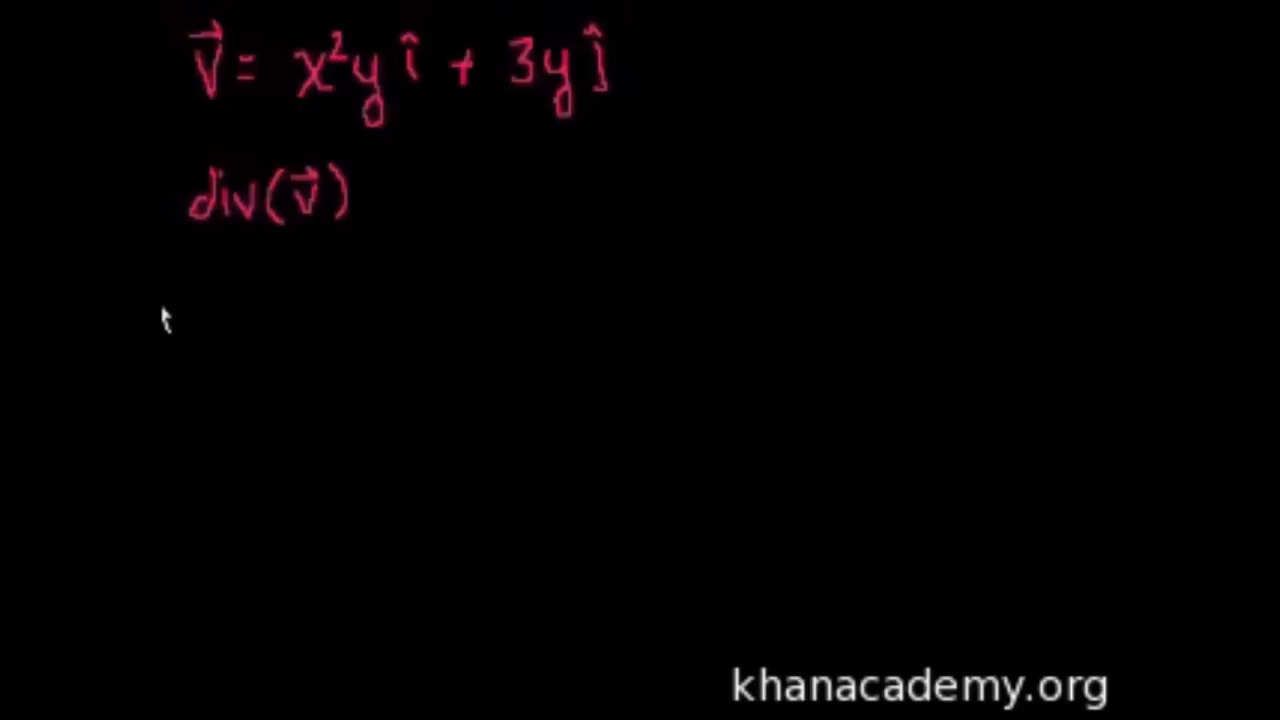 v⃗ = x²y î + 3y ĵ
div(v⃗)
khanacademy.org